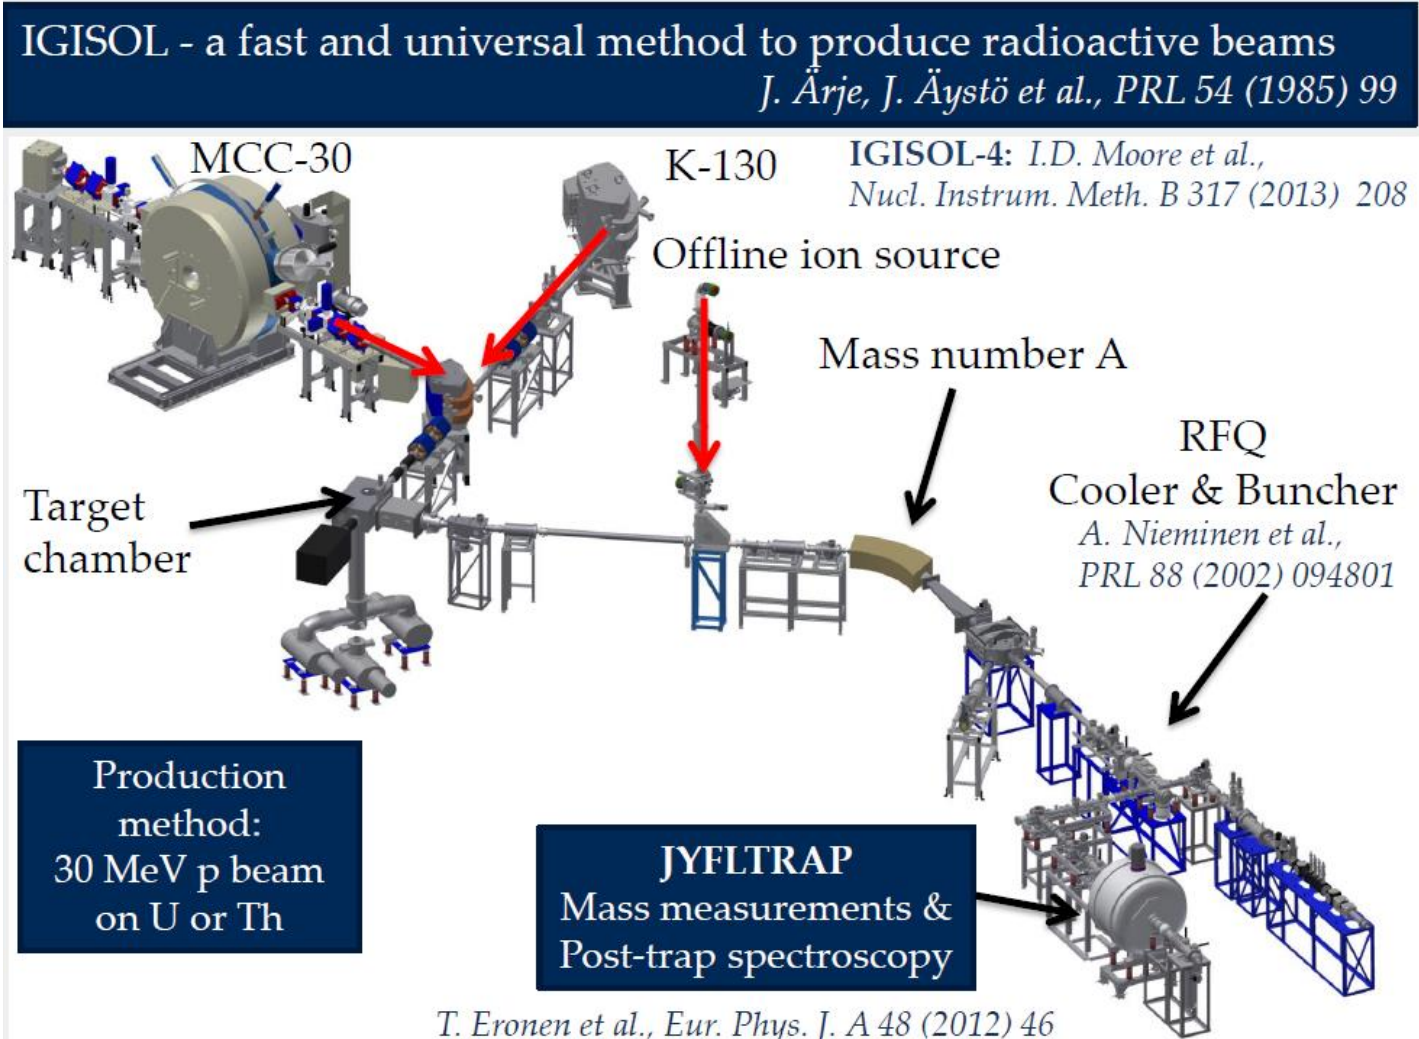 IGISOL - a fast and universal method to produce radioactive beams
J. Ärje, J. Äystö et al., PRL 54 (1985) 99
MCC-30
K-130
IGISOL-4: I.D. Moore et al.,
Nucl. Instrum. Meth. B 317 (2013) 208
Offline ion source
Mass number A
RFQ
Cooler & Buncher
A. Nieminen et al.,
PRL 88 (2002) 094801
Target
chamber
Production
method:
30 MeV p beam
on U or Th
JYFLTRAP
Mass measurements &
Post-trap spectroscopy
T. Eronen et al., Eur. Phys. J. A 48 (2012) 46